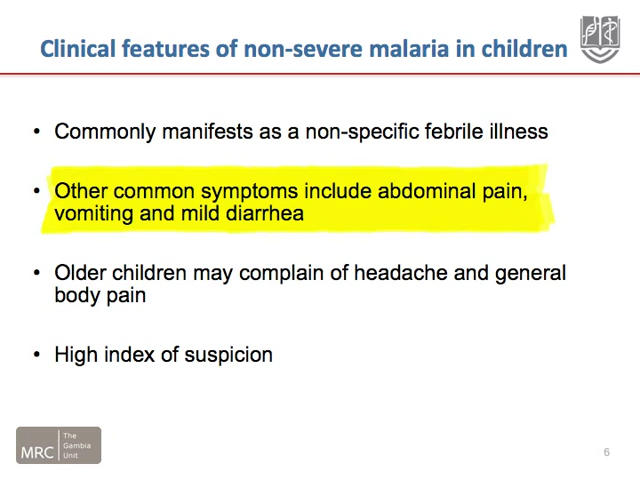 Clinical features of non-severe malaria in children
• Commonly manifests as a non-specific febrile illness
• Other common symptoms include abdominal pain,
vomiting and mild diarrhea
• Older children may complain of headache and general
body pain
• High index of suspicion
MRC
The
Gambia
Unit
6